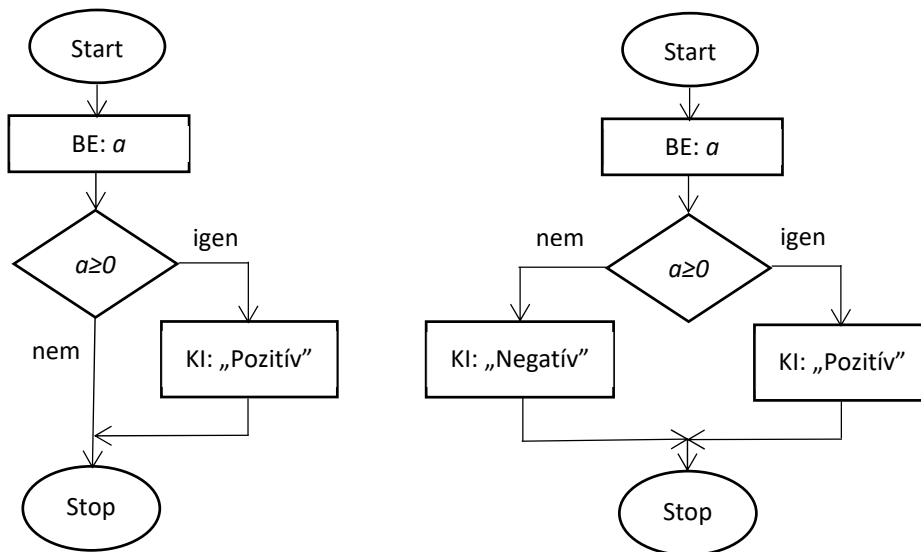 Start
BE: a
a≥0
igen
nem
KI: „Pozitív”
Stop
Start
BE: a
nem
a≥0
igen
KI: „Negatív”
KI: „Pozitív”
Stop